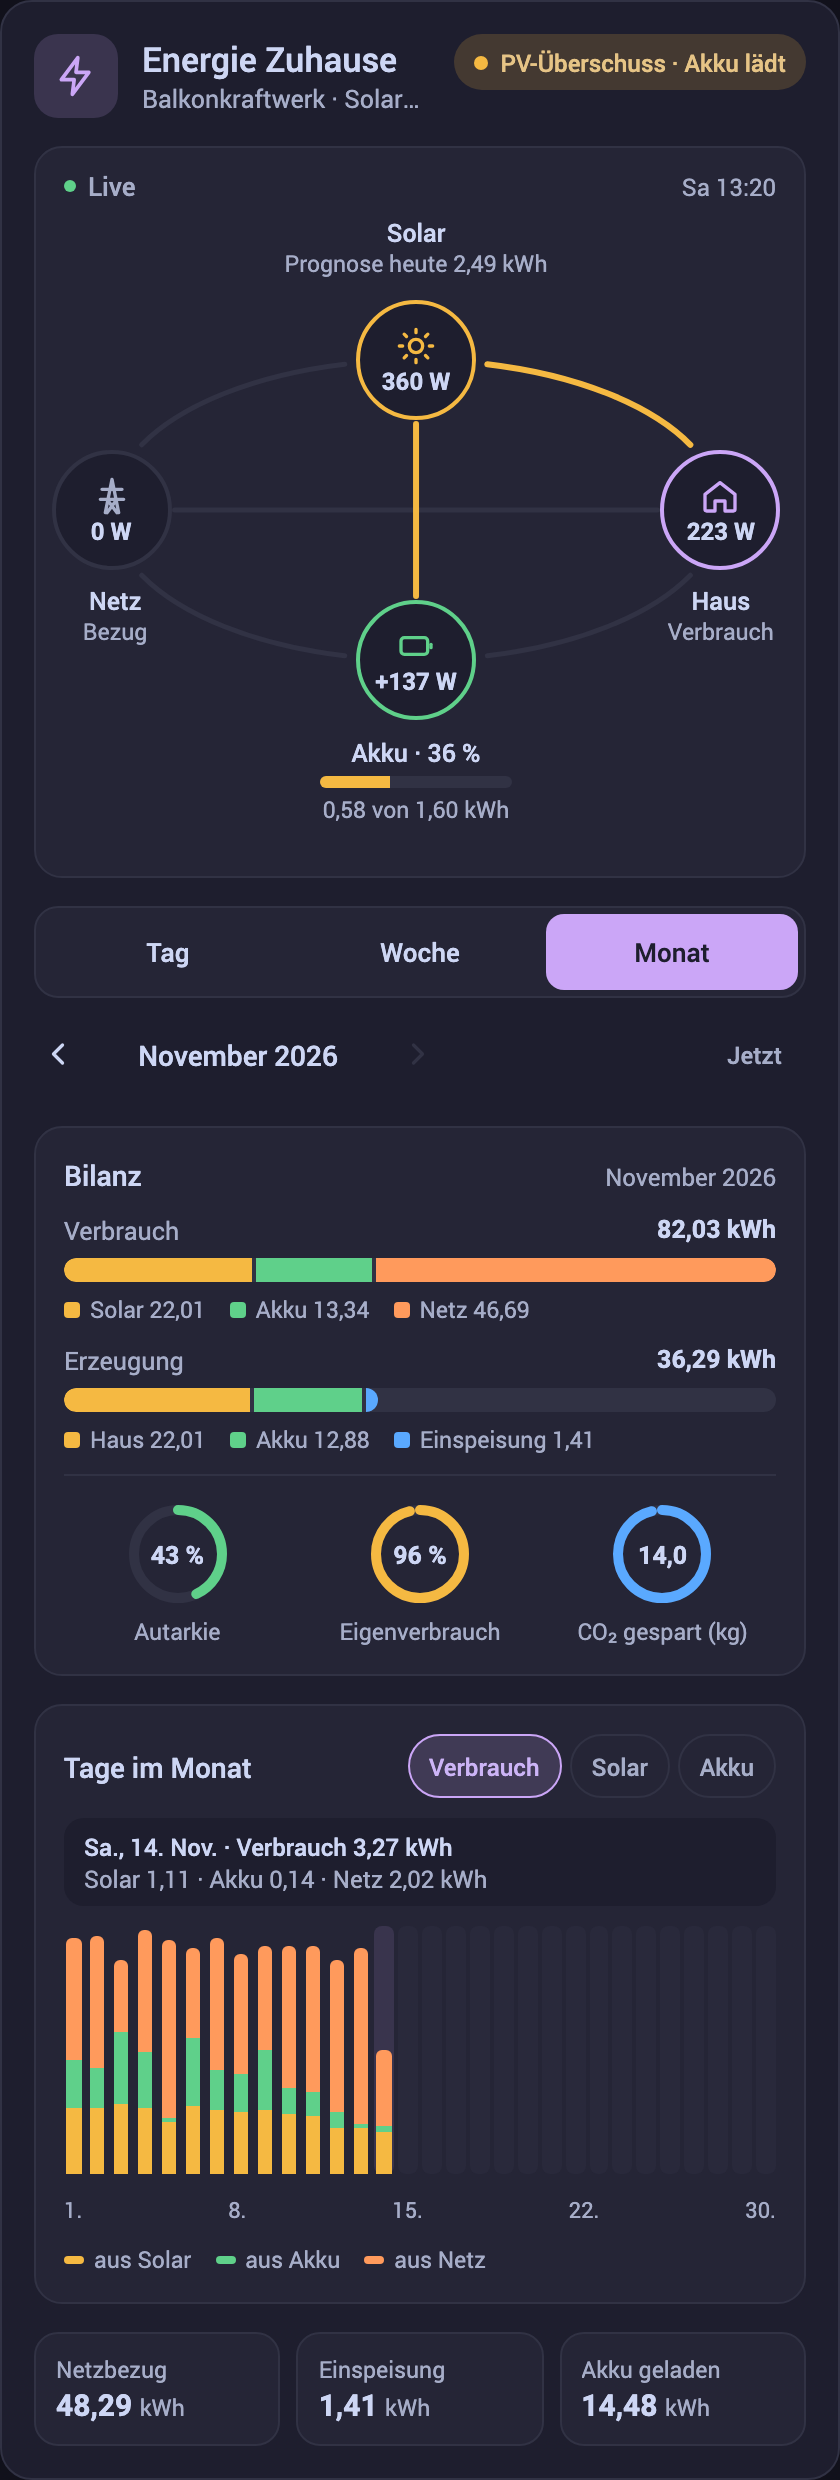 Energie Zuhause
Balkonkraftwerk · Solar…
PV-Überschuss · Akku lädt
Live
Sa 13:20
Solar
Prognose heute 2,49 kWh
360 W
0 W
223 W
Netz
Bezug
Haus
Verbrauch
+137 W
Akku · 36 %
0,58 von 1,60 kWh
Tag
Woche
Monat
November 2026
Jetzt
Bilanz
November 2026
Verbrauch
82,03 kWh
Solar 22,01
Akku 13,34
Netz 46,69
Erzeugung
36,29 kWh
Haus 22,01
Akku 12,88
Einspeisung 1,41
43 %
96 %
14,0
Autarkie
Eigenverbrauch
CO₂ gespart (kg)
Tage im Monat
Verbrauch
Solar
Akku
Sa., 14. Nov. · Verbrauch 3,27 kWh
Solar 1,11 · Akku 0,14 · Netz 2,02 kWh
1.
8.
15.
22.
30.
aus Solar
aus Akku
aus Netz
Netzbezug
48,29 kWh
Einspeisung
1,41 kWh
Akku geladen
14,48 kWh